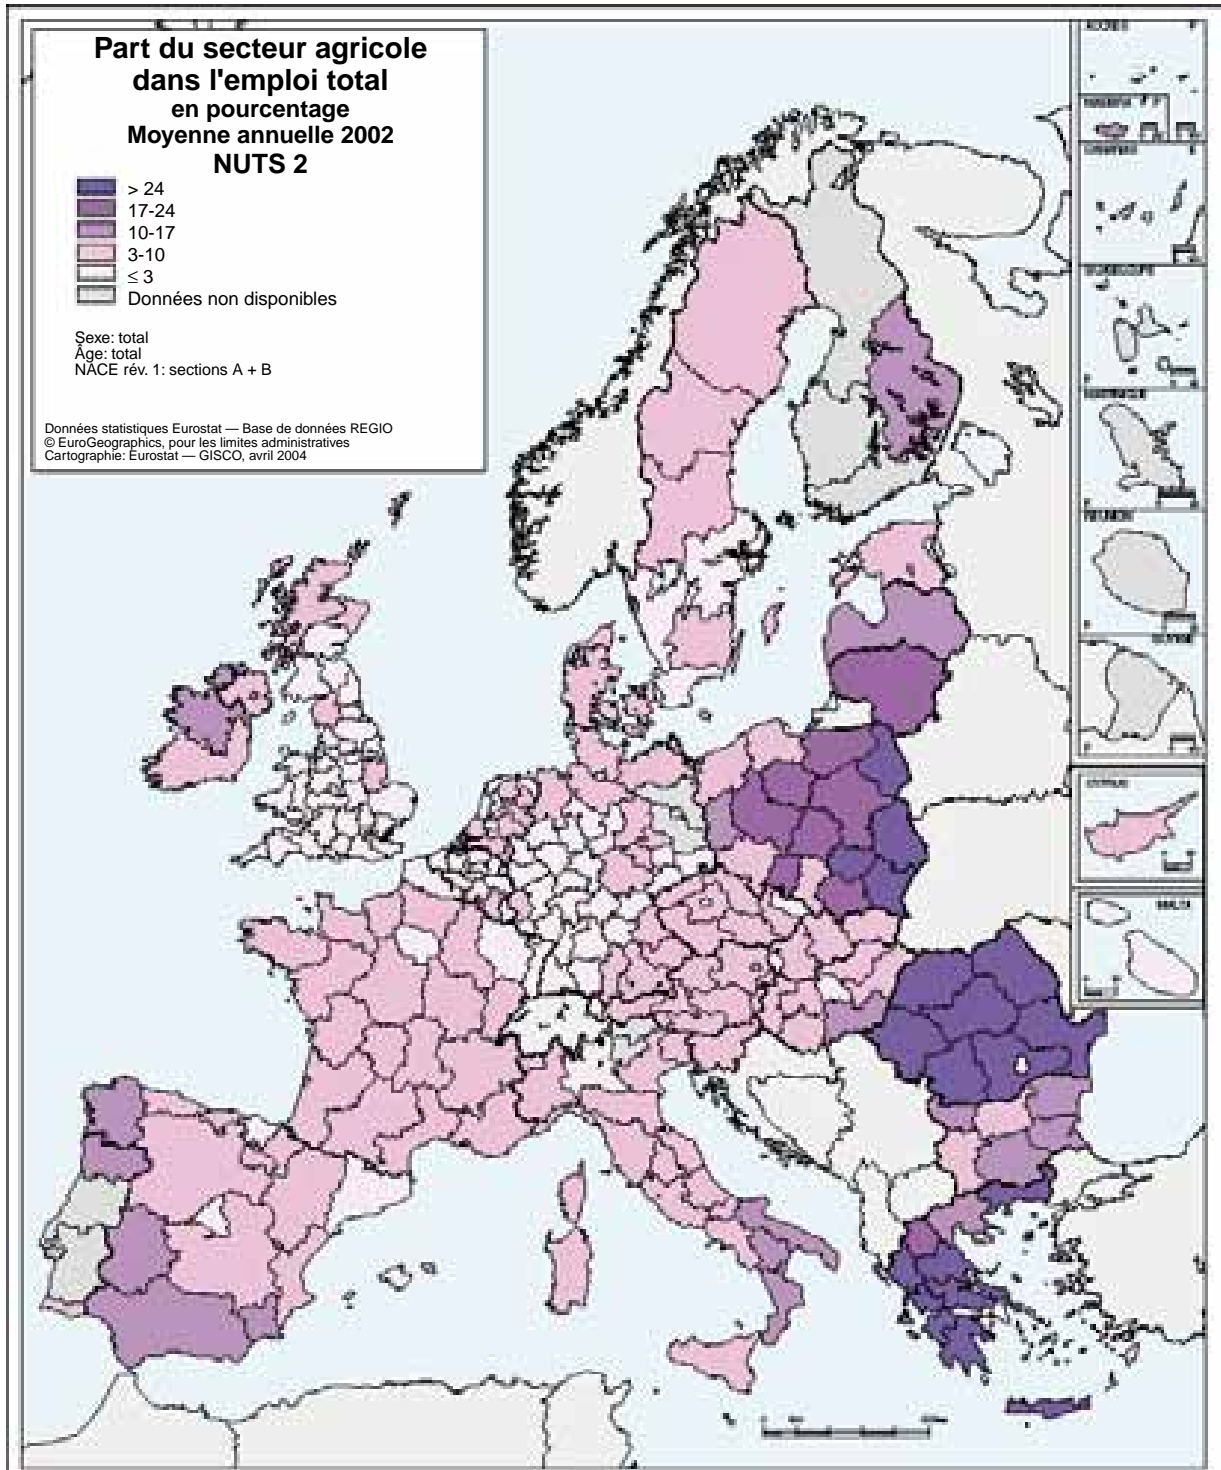 Part du secteur agricole
dans l'emploi total
en pourcentage
Moyenne annuelle 2002
NUTS 2
> 24
17-24
10-17
3-10
≤ 3
Données non disponibles
Sexe: total
Âge: total
NACE rév. 1: sections A + B
Données statistiques Eurostat — Base de données REGIO
© EuroGeographics, pour les limites administratives
Cartographie: Eurostat — GISCO, avril 2004
GUADELOUPE
MALTA